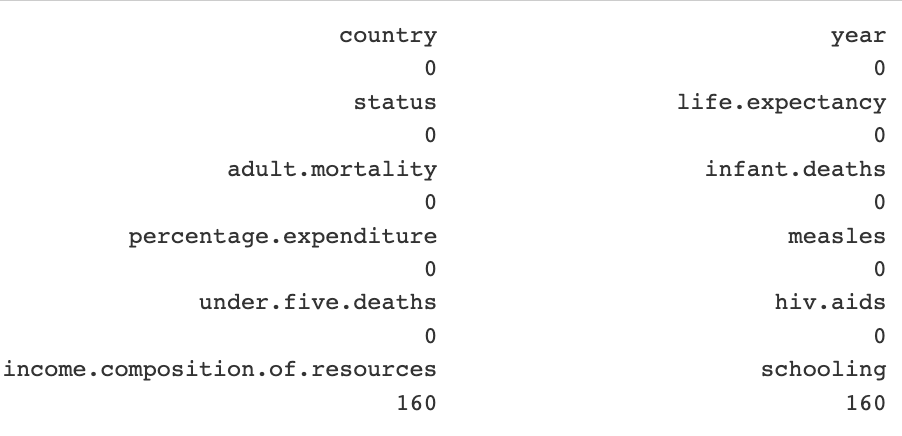 country year
0 0
status life.expectancy
0 0
adult.mortality infant.deaths
0 0
percentage.expenditure measles
0 0
under.five.deaths hiv.aids
0 0
income.composition.of.resources schooling
160 160